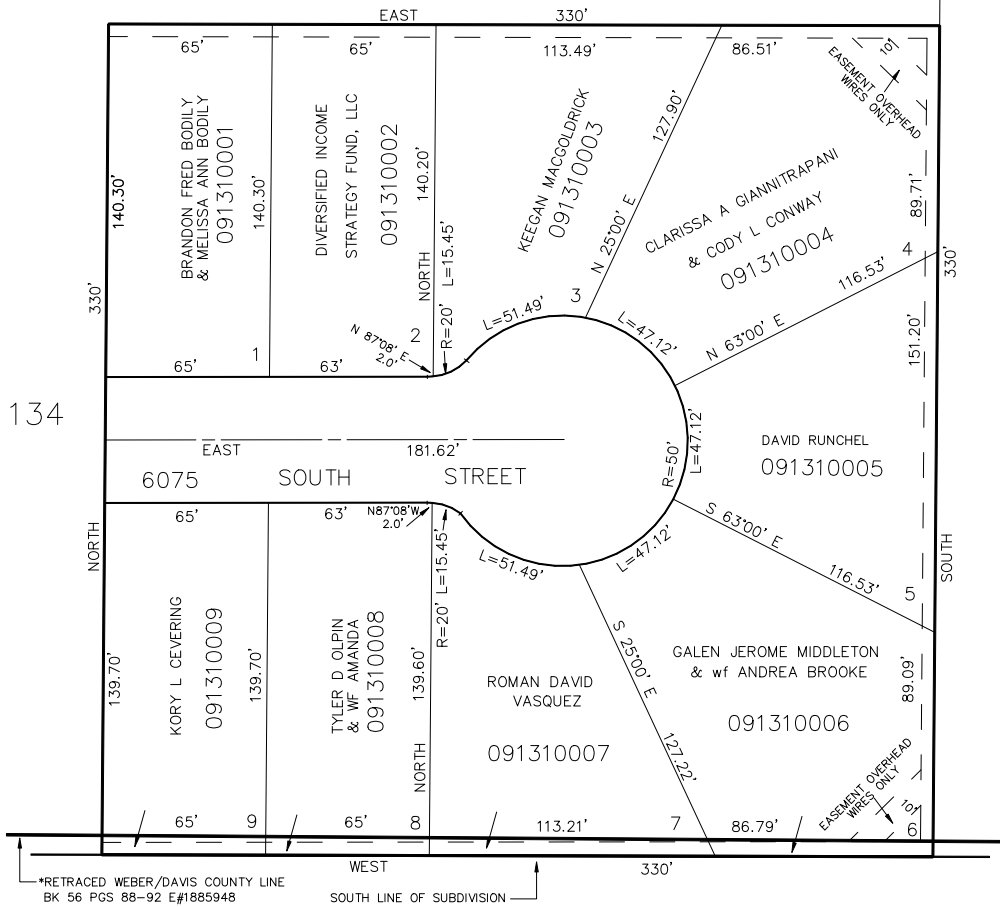 EAST
330'
65'
65'
113.49'
86.51'
10'
EASEMENT OVERHEAD
WIRES ONLY
140.30'
BRANDON FRED BODILY
& MELISSA ANN BODILY
091310001
140.30'
DIVERSIFIED INCOME
STRATEGY FUND, LLC
091310002
140.20'
NORTH
L=15.45'
R=20'
KEEGAN MACGOLDRICK
091310003
127.90'
N 25°00' E
CLARISSA A GIANNITRAPANI
& CODY L CONWAY
091310004
89.71'
4
330'
116.53'
N 63°00' E
330'
3
L=51.49'
L=47.12'
N 87°08' E
2.0'
2
1
65'
63'
151.20'
134
EAST
181.62'
6075 SOUTH STREET
R=50'
L=47.12'
DAVID RUNCHEL
091310005
65'
63'
N87°08'W
2.0'
S 63°00' E
116.53'
L=47.12'
L=51.49'
R=20' L=15.45'
NORTH
SOUTH
5
139.70'
KORY L CEVERING
091310009
139.70'
TYLER D OLPIN
& WF AMANDA
091310008
139.60'
NORTH
ROMAN DAVID
VASQUEZ
091310007
S 25°00' E
127.22'
GALEN JEROME MIDDLETON
& wf ANDREA BROOKE
091310006
89.09'
EASEMENT OVERHEAD
WIRES ONLY
10'
65'
9
65'
8
113.21'
7
86.79'
6
WEST
330'
*RETRACED WEBER/DAVIS COUNTY LINE
BK 56 PGS 88-92 E#1885948
SOUTH LINE OF SUBDIVISION